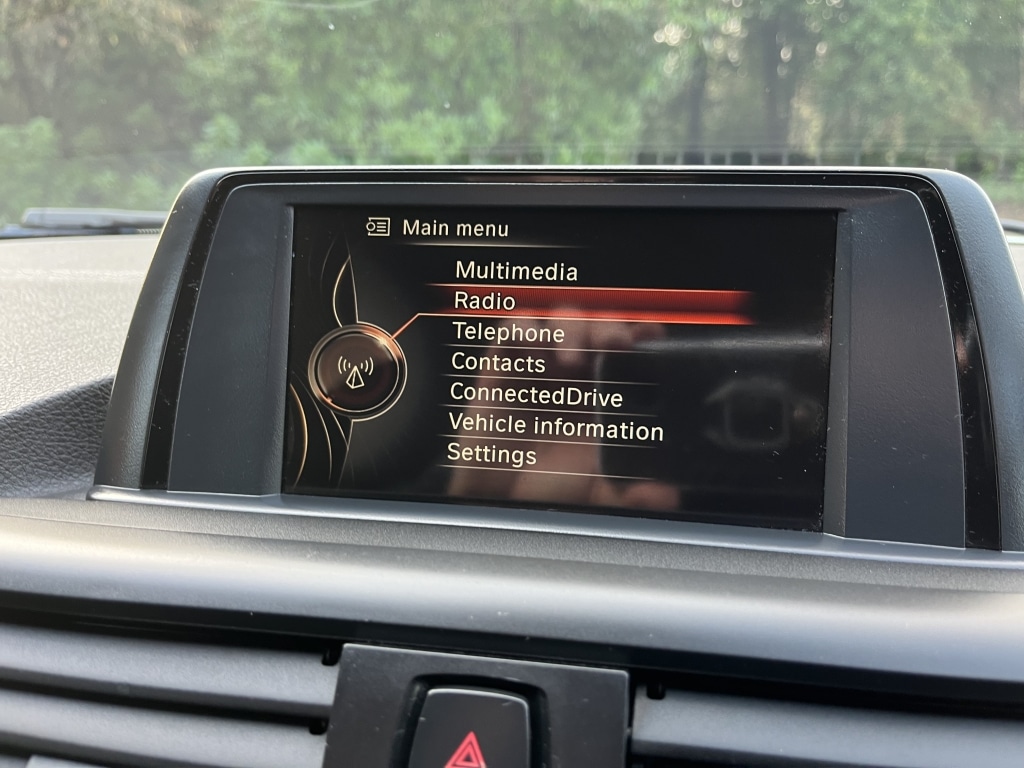 Main menu
Multimedia
Radio
Telephone
Contacts
ConnectedDrive
Vehicle information
Settings